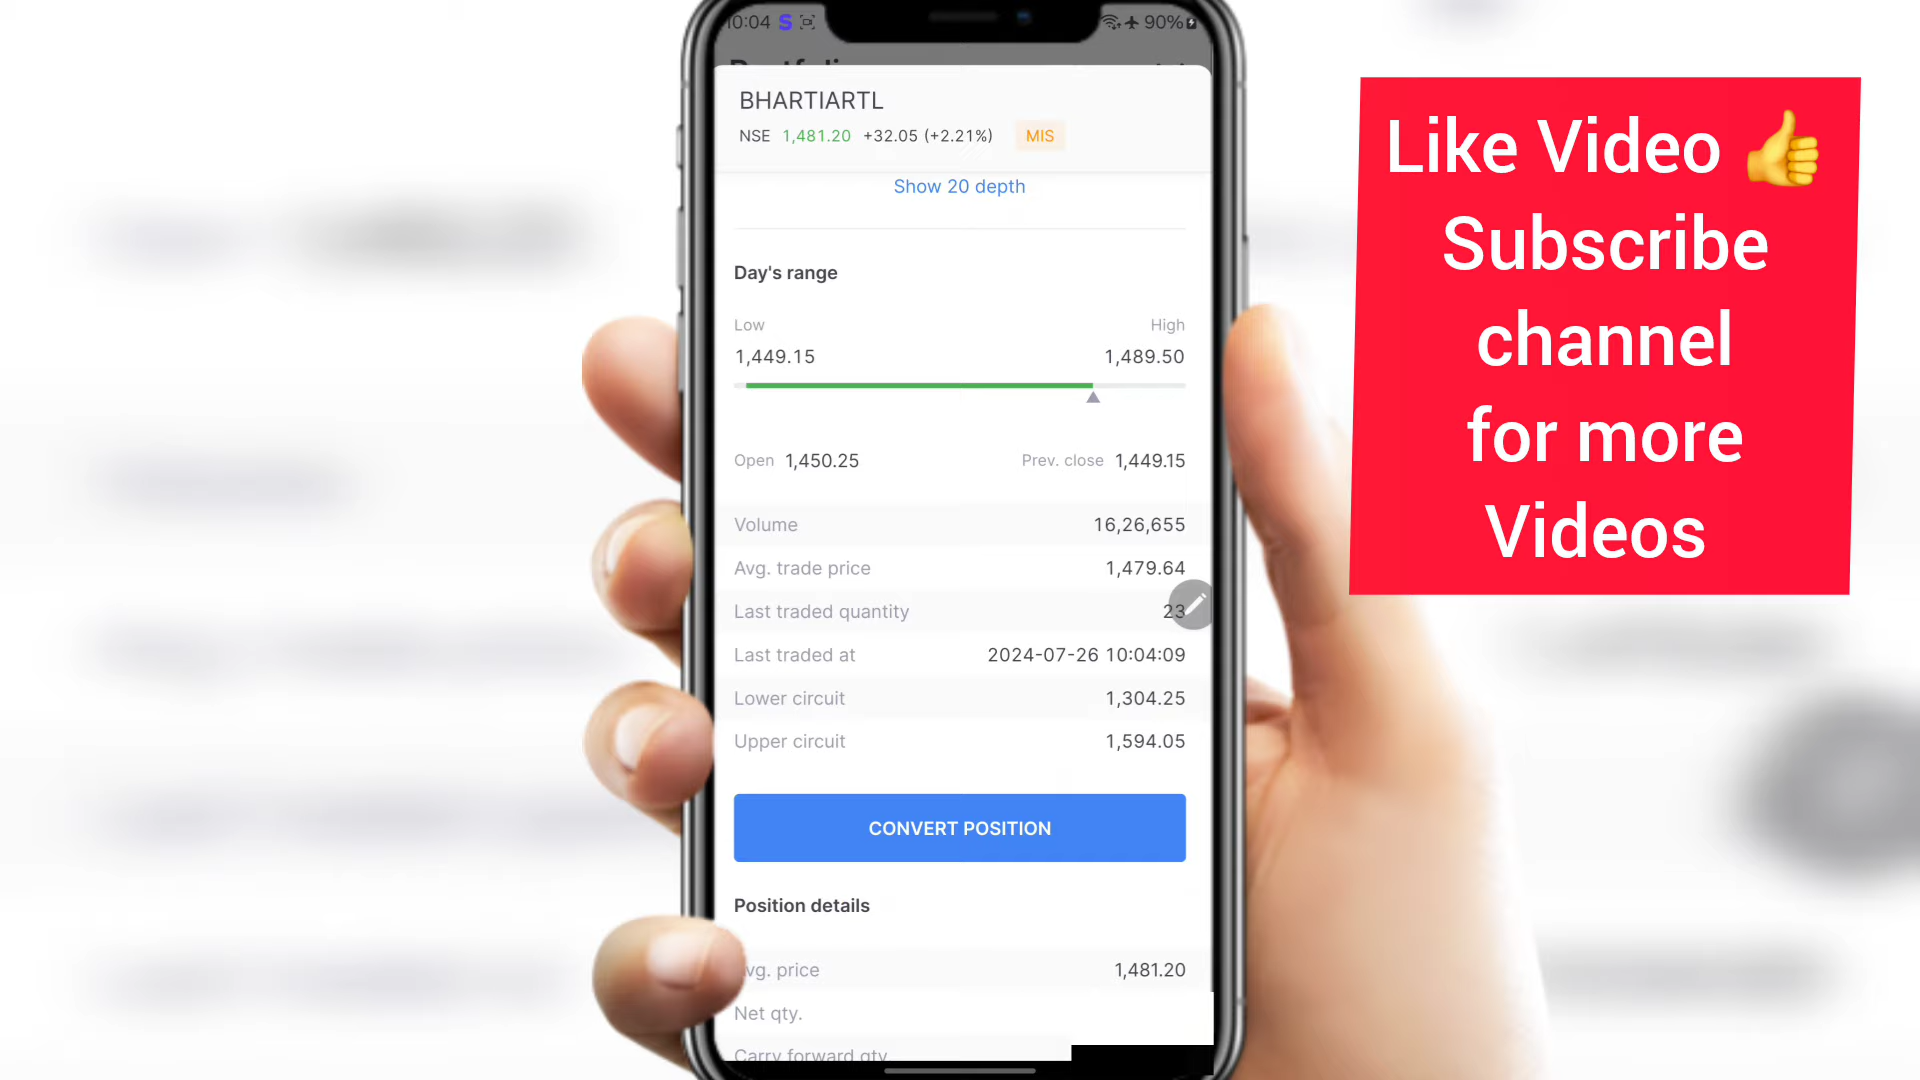 10:04 S 90%
BHARTIARTL
NSE 1,481.20 +32.05 (+2.21%) MIS
Show 20 depth
Day's range
Low High
1,449.15 1,489.50
Open 1,450.25 Prev. close 1,449.15
Volume 16,26,655
Avg. trade price 1,479.64
Last traded quantity 23
Last traded at 2024-07-26 10:04:09
Lower circuit 1,304.25
Upper circuit 1,594.05
CONVERT POSITION
Position details
vg. price 1,481.20
Net qty.
Carry forward qty
Like Video 👍
Subscribe
channel
for more
Videos